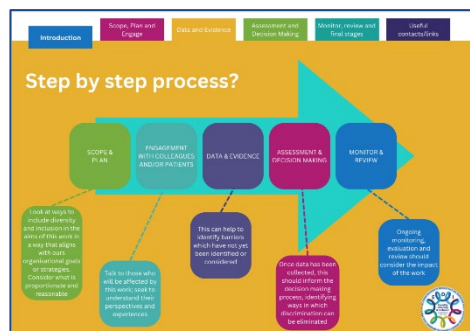 Introduction
Scope, Plan and
Engage
Data and Evidence
Assessment and
Decision Making
Monitor, review and
final stages
Useful
contacts/links
Step by step process?
SCOPE &
PLAN
ENGAGEMENT
WITH COLLEAGUES
AND/OR PATIENTS
DATA & EVIDENCE
ASSESSMENT &
DECISION MAKING
MONITOR &
REVIEW
Look at ways to
include diversity
and inclusion in the
aims of this work in
a way that aligns
with ours
organisational goals
or strategies.
Consider what is
proportionate and
reasonable
Talk to those who
will be affected by
this work; seek to
understand their
perspectives and
experiences
This can help to
identify barriers
which have not yet
been identified or
considered
Once data has been
collected, this
should inform the
decision making
process, identifying
ways in which
discrimination can
be eliminated
Ongoing
monitoring,
evaluation and
review should
consider the impact
of the work